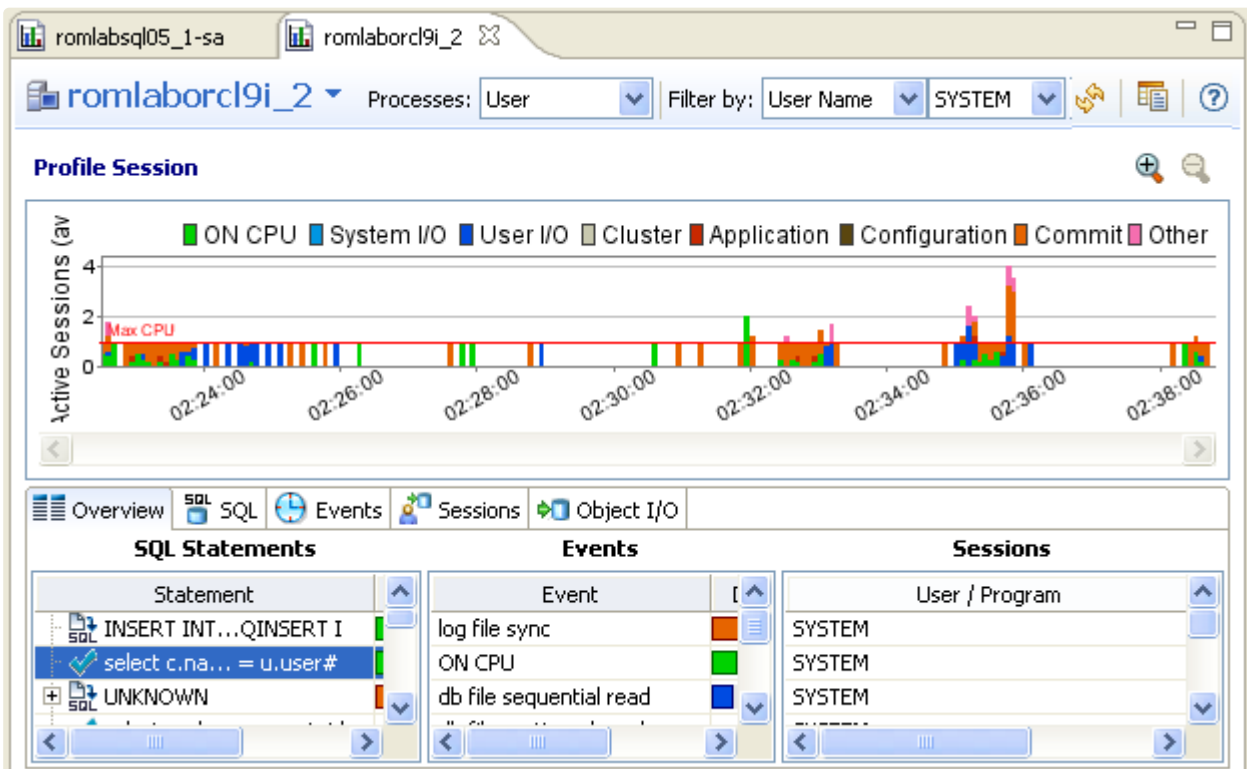 romlabsql05_1-sa romlaborcl9i_2
romlaborcl9i_2 Processes: User Filter by: User Name SYSTEM
Profile Session
Active Sessions (av
ON CPU System I/O User I/O Cluster Application Configuration Commit Other
4
2
Max CPU
0
02:24:00 02:26:00 02:28:00 02:30:00 02:32:00 02:34:00 02:36:00 02:38:00
Overview SQL SQL Events Sessions Object I/O
SQL Statements Events Sessions
Statement Event User / Program
SQL INSERT INT...QINSERT I log file sync SYSTEM
select c.na... = u.user# ON CPU SYSTEM
SQL UNKNOWN db file sequential read SYSTEM